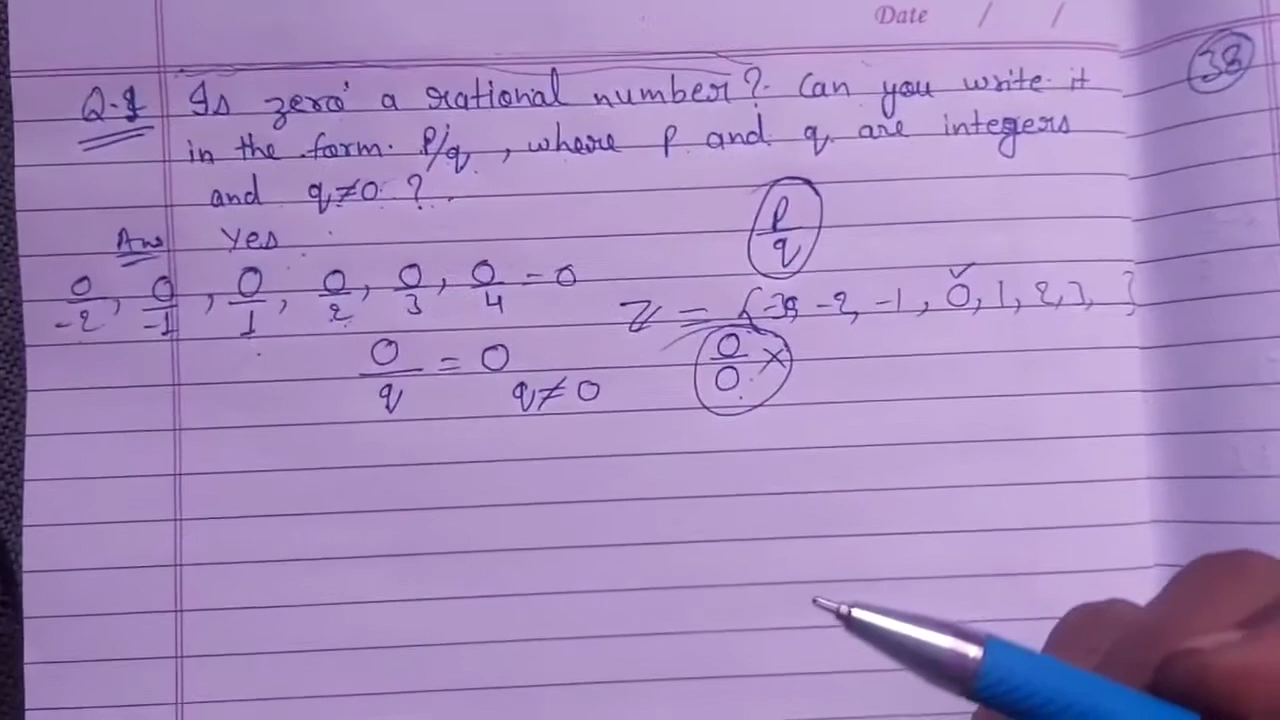 Date / /
38
Q-1 Is zero a rational number? Can you write it
in the form P/q, where p and q are integers
and q≠0 ?
Ans Yes
p/q
0/-2, 0/-1, 0/1, 0/2, 0/3, 0/4 = 0
Z = {-3, -2, -1, 0, 1, 2, 3, }
0/q = 0 q≠0
0/0 ×